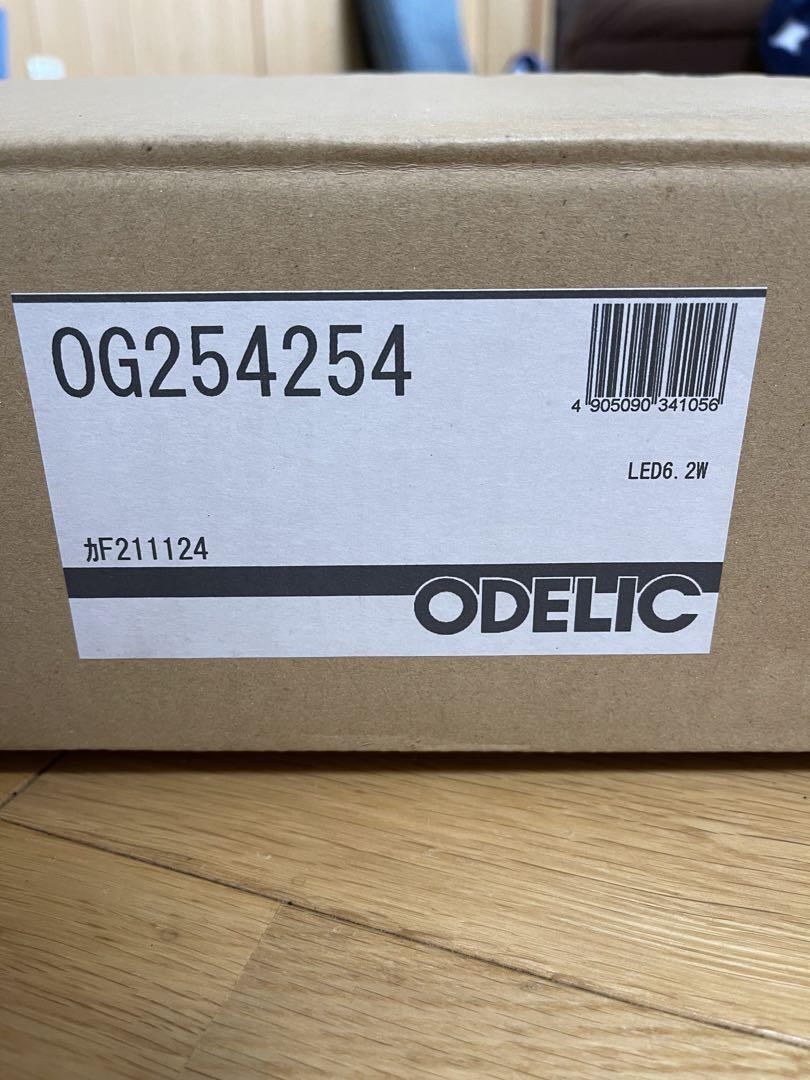 OG254254
4 905090 341056
LED6.2W
カF211124
ODELIC